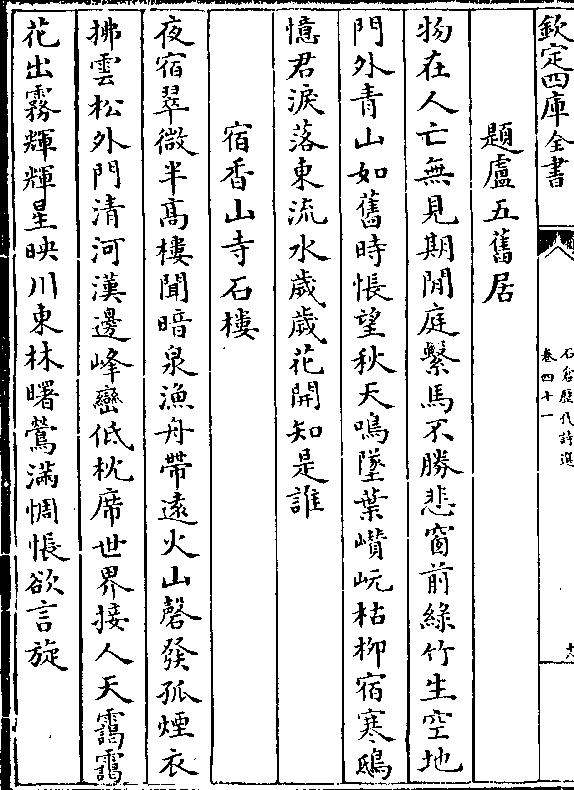 欽定四庫全書
石倉歷代詩選
卷四十一
十八
題盧五舊居
物在人亡無見期閒庭繫馬不勝悲窗前綠竹生空地
門外青山如舊時悵望秋天鳴墜葉巑岏枯柳宿寒鴟
憶君淚落東流水歲歲花開知是誰
宿香山寺石樓
夜宿翠微半高樓聞暗泉漁舟帶遠火山磬發孤煙衣
拂雲松外門清河漢邊峰巒低枕席世界接人天靄靄
花出霧輝輝星映川東林曙鶯滿惆悵欲言旋